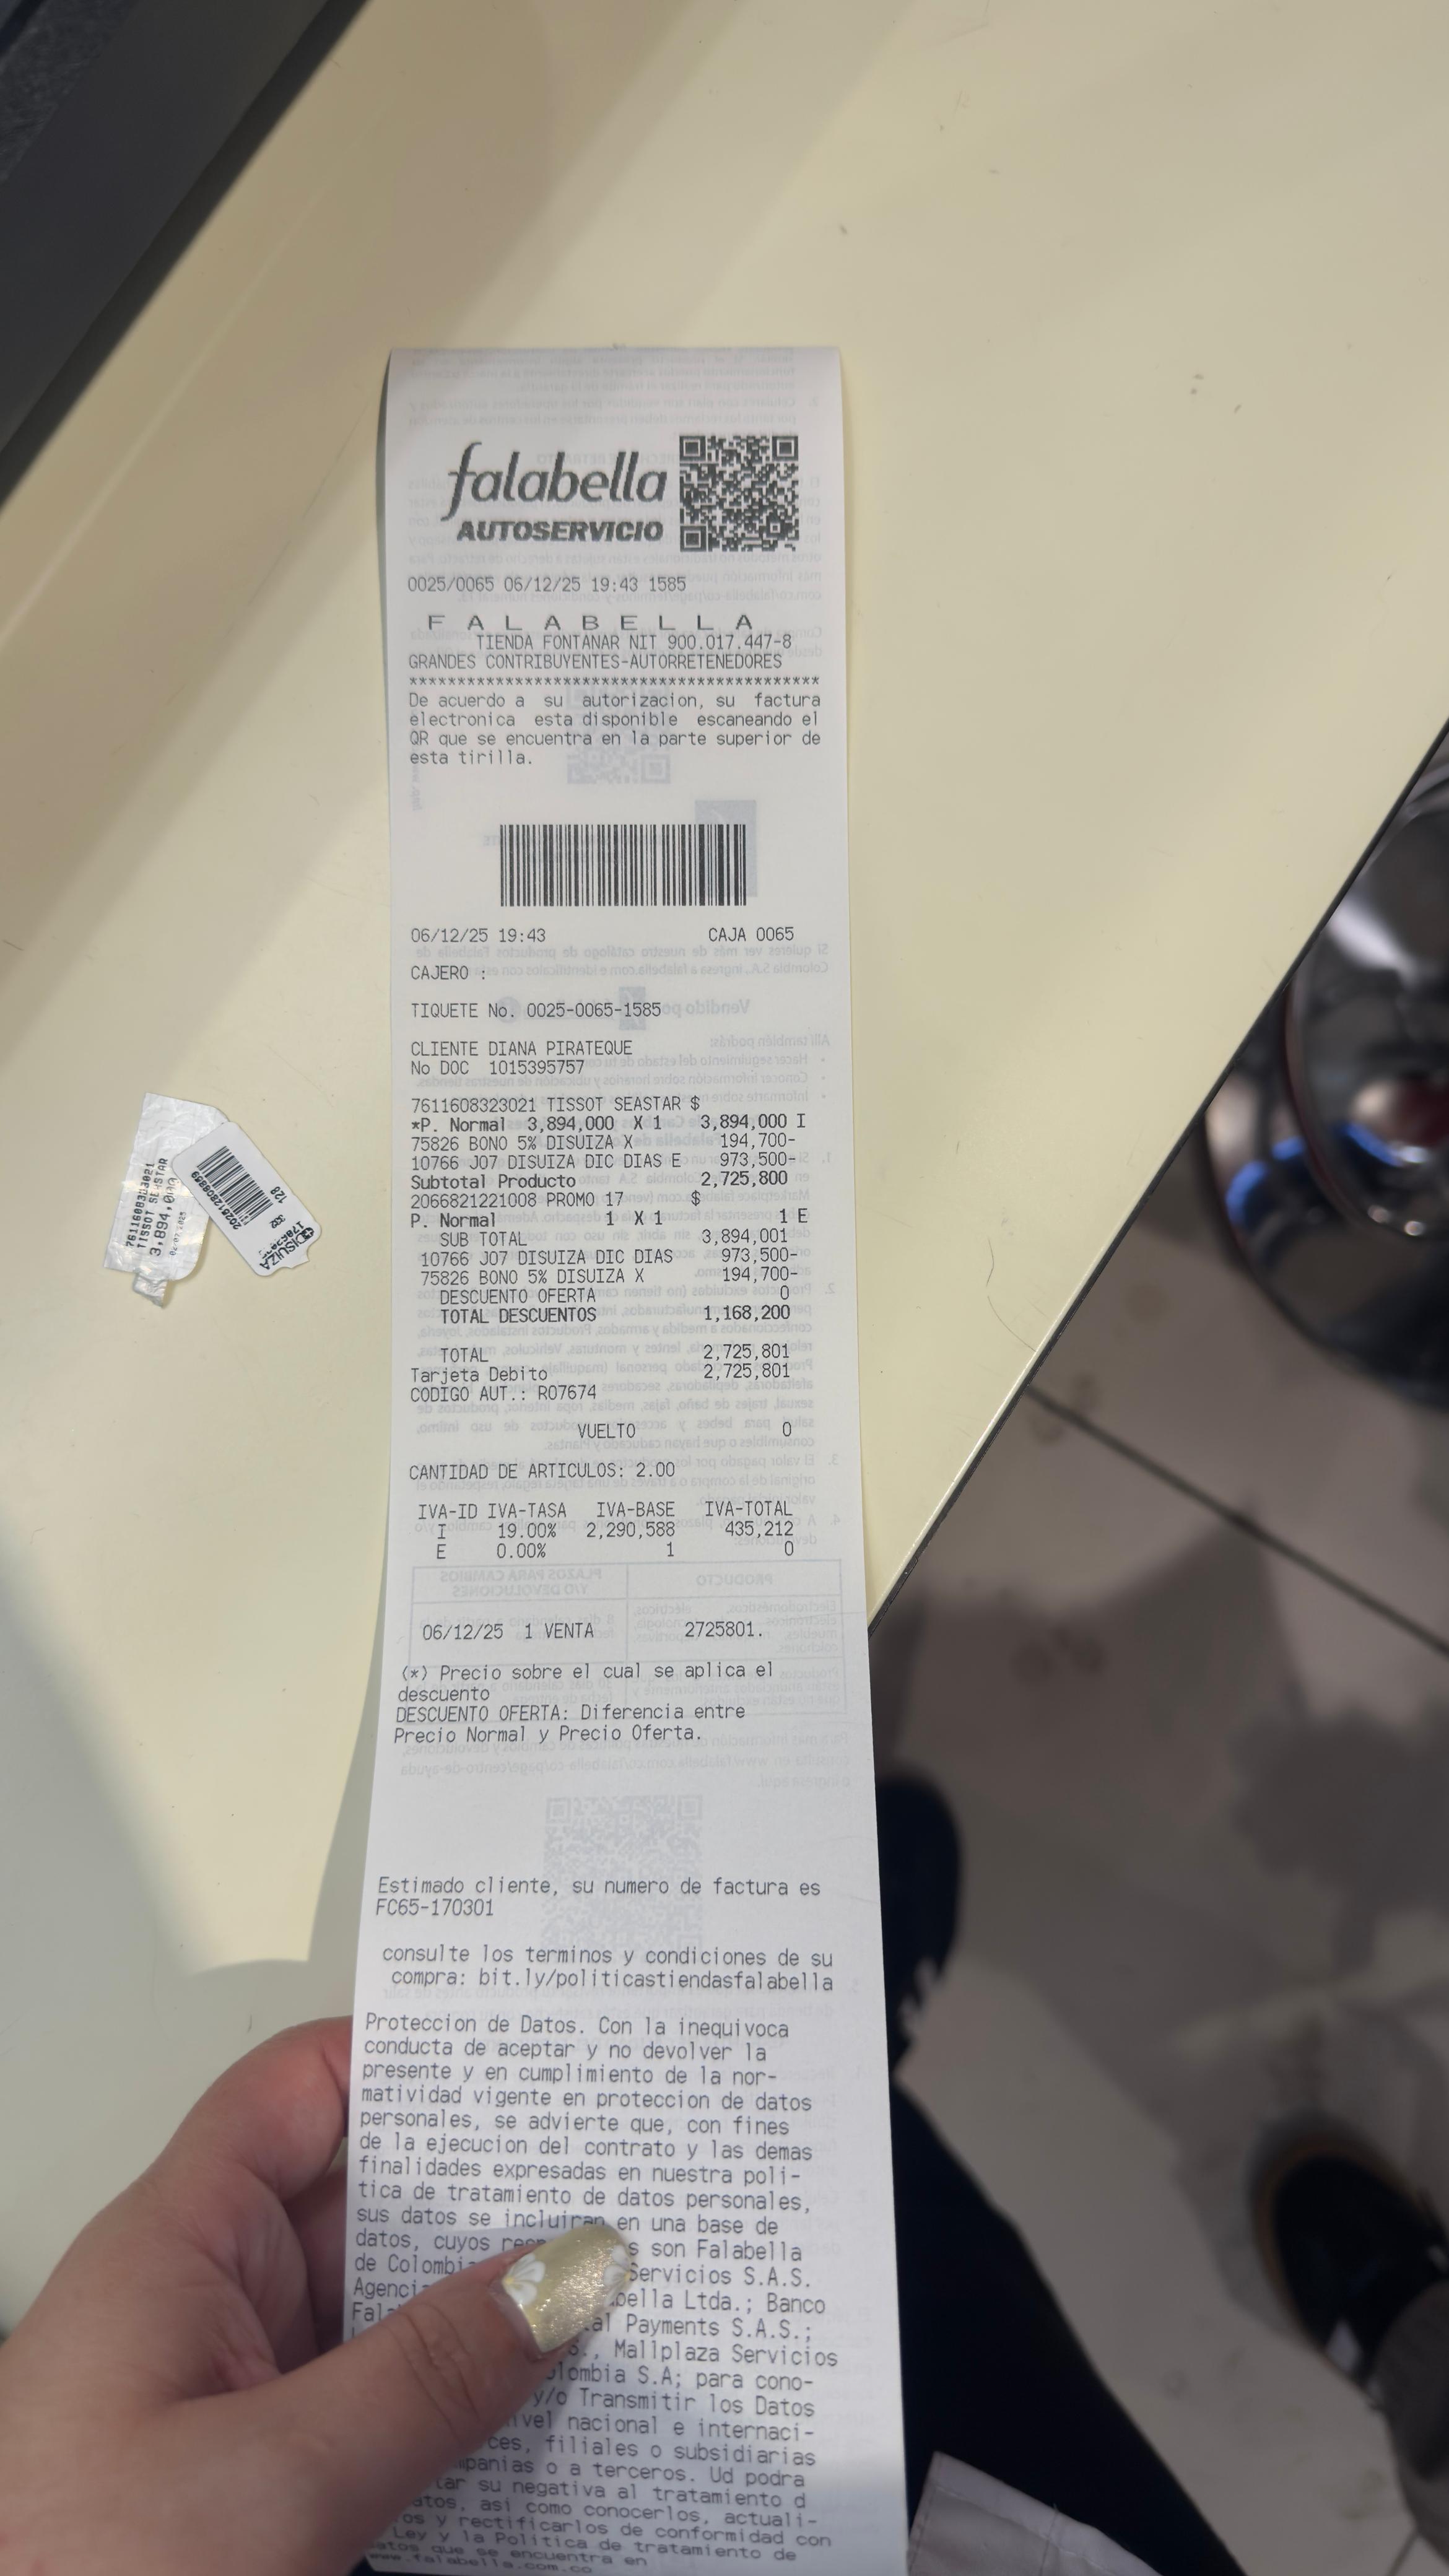 falabella
AUTOSERVICIO
0025/0065 06/12/25 19:43 1585
F A L A B E L L A
TIENDA FONTANAR NIT 900.017.447-8
GRANDES CONTRIBUYENTES-AUTORRETENEDORES
*******************************************
De acuerdo a su autorizacion, su factura
electronica esta disponible escaneando el
QR que se encuentra en la parte superior de
esta tirilla.
06/12/25 19:43 CAJA 0065
CAJERO :
TIQUETE No. 0025-0065-1585
CLIENTE DIANA PIRATEQUE
No DOC 1015395757
7611608323021 TISSOT SEASTAR $
*P. Normal 3,894,000 X 1 3,894,000 I
75826 BONO 5% DISUIZA X 194,700-
10766 J07 DISUIZA DIC DIAS E 973,500-
Subtotal Producto 2,725,800
2066821221008 PROMO 17 $
P. Normal 1 X 1 1 E
SUB TOTAL 3,894,001
10766 J07 DISUIZA DIC DIAS 973,500-
75826 BONO 5% DISUIZA X 194,700-
DESCUENTO OFERTA 0
TOTAL DESCUENTOS 1,168,200
TOTAL 2,725,801
Tarjeta Debito 2,725,801
CODIGO AUT.: R07674
VUELTO 0
CANTIDAD DE ARTICULOS: 2.00
IVA-ID IVA-TASA IVA-BASE IVA-TOTAL
I 19.00% 2,290,588 435,212
E 0.00% 1 0
06/12/25 1 VENTA 2725801.
(*) Precio sobre el cual se aplica el
descuento
DESCUENTO OFERTA: Diferencia entre
Precio Normal y Precio Oferta.
Estimado cliente, su numero de factura es
FC65-170301
consulte los terminos y condiciones de su
compra: bit.ly/politicastiendasfalabella
Proteccion de Datos. Con la inequivoca
conducta de aceptar y no devolver la
presente y en cumplimiento de la nor-
matividad vigente en proteccion de datos
personales, se advierte que, con fines
de la ejecucion del contrato y las demas
finalidades expresadas en nuestra poli-
tica de tratamiento de datos personales,
sus datos se incluiran en una base de
datos, cuyos son Falabella
de Servicios S.A.S.
Ltda.; Banco
Payments S.A.S.;
Mallplaza Servicios
S.A; para cono-
y/o Transmitir los Datos
nacional e internaci-
filiales o subsidiarias
o a terceros. Ud podra
su negativa al tratamiento d
asi como conocerlos, actuali-
y rectificarlos de conformidad con
Ley y la Politica de tratamiento de
que se encuentra en
www.falabella.com.co
7611608323021
TISSOT SEASTAR
3,894,000
DISUIZA
128